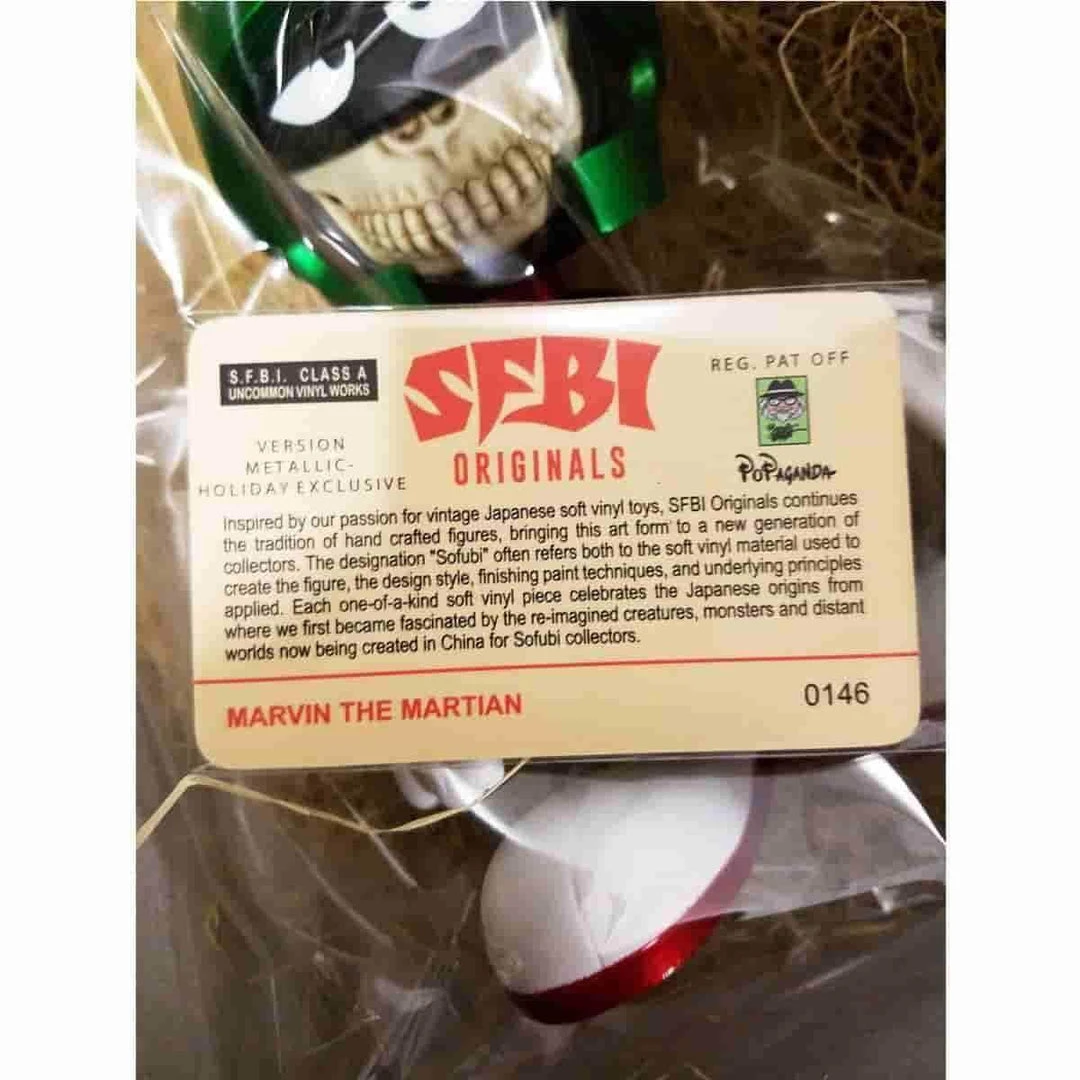 S.F.B.I. CLASS A
UNCOMMON VINYL WORKS
VERSION
METALLIC-
HOLIDAY EXCLUSIVE
SFBI
ORIGINALS
REG. PAT OFF
POPAGANDA
Inspired by our passion for vintage Japanese soft vinyl toys, SFBI Originals continues
the tradition of hand crafted figures, bringing this art form to a new generation of
collectors. The designation "Sofubi" often refers both to the soft vinyl material used to
create the figure, the design style, finishing paint techniques, and underlying principles
applied. Each one-of-a-kind soft vinyl piece celebrates the Japanese origins from
where we first became fascinated by the re-imagined creatures, monsters and distant
worlds now being created in China for Sofubi collectors.
MARVIN THE MARTIAN
0146